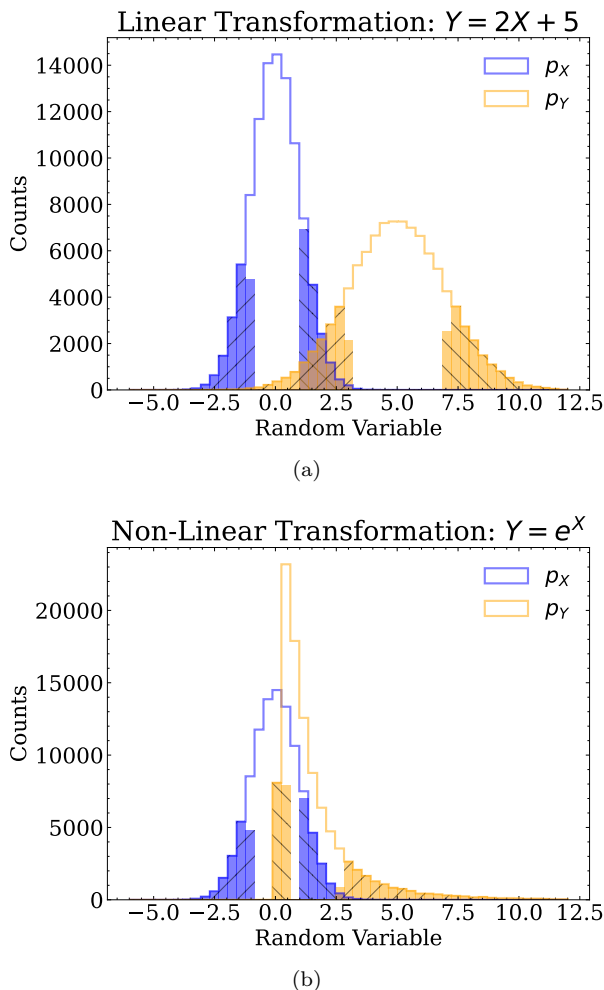 Linear Transformation: Y = 2X + 5
14000
12000
10000
8000
6000
4000
2000
0
Counts
p_X
p_Y
−5.0 −2.5 0.0 2.5 5.0 7.5 10.0 12.5
Random Variable
(a)
Non-Linear Transformation: Y = e^X
20000
15000
10000
5000
0
Counts
p_X
p_Y
−5.0 −2.5 0.0 2.5 5.0 7.5 10.0 12.5
Random Variable
(b)